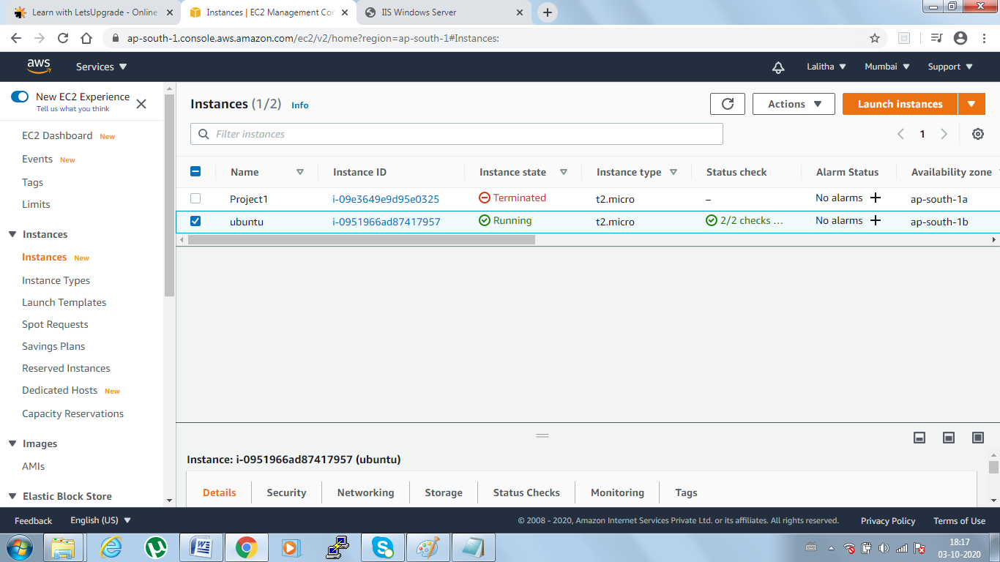 Learn with LetsUpgrade - Online
Instances | EC2 Management Con
IIS Windows Server
ap-south-1.console.aws.amazon.com/ec2/v2/home?region=ap-south-1#Instances:
aws
Services
Lalitha
Mumbai
Support
New EC2 Experience
Tell us what you think
EC2 Dashboard New
Events New
Tags
Limits
Instances
Instances New
Instance Types
Launch Templates
Spot Requests
Savings Plans
Reserved Instances
Dedicated Hosts New
Capacity Reservations
Images
AMIs
Elastic Block Store
Instances (1/2) Info
Actions
Launch instances
Filter instances
1
Name Instance ID Instance state Instance type Status check Alarm Status Availability zone
Project1 i-09e3649e9d95e0325 Terminated t2.micro – No alarms + ap-south-1a
ubuntu i-0951966ad87417957 Running t2.micro 2/2 checks ... No alarms + ap-south-1b
Instance: i-0951966ad87417957 (ubuntu)
Details Security Networking Storage Status Checks Monitoring Tags
Feedback English (US) © 2008 - 2020, Amazon Internet Services Private Ltd. or its affiliates. All rights reserved. Privacy Policy Terms of Use
18:17
03-10-2020